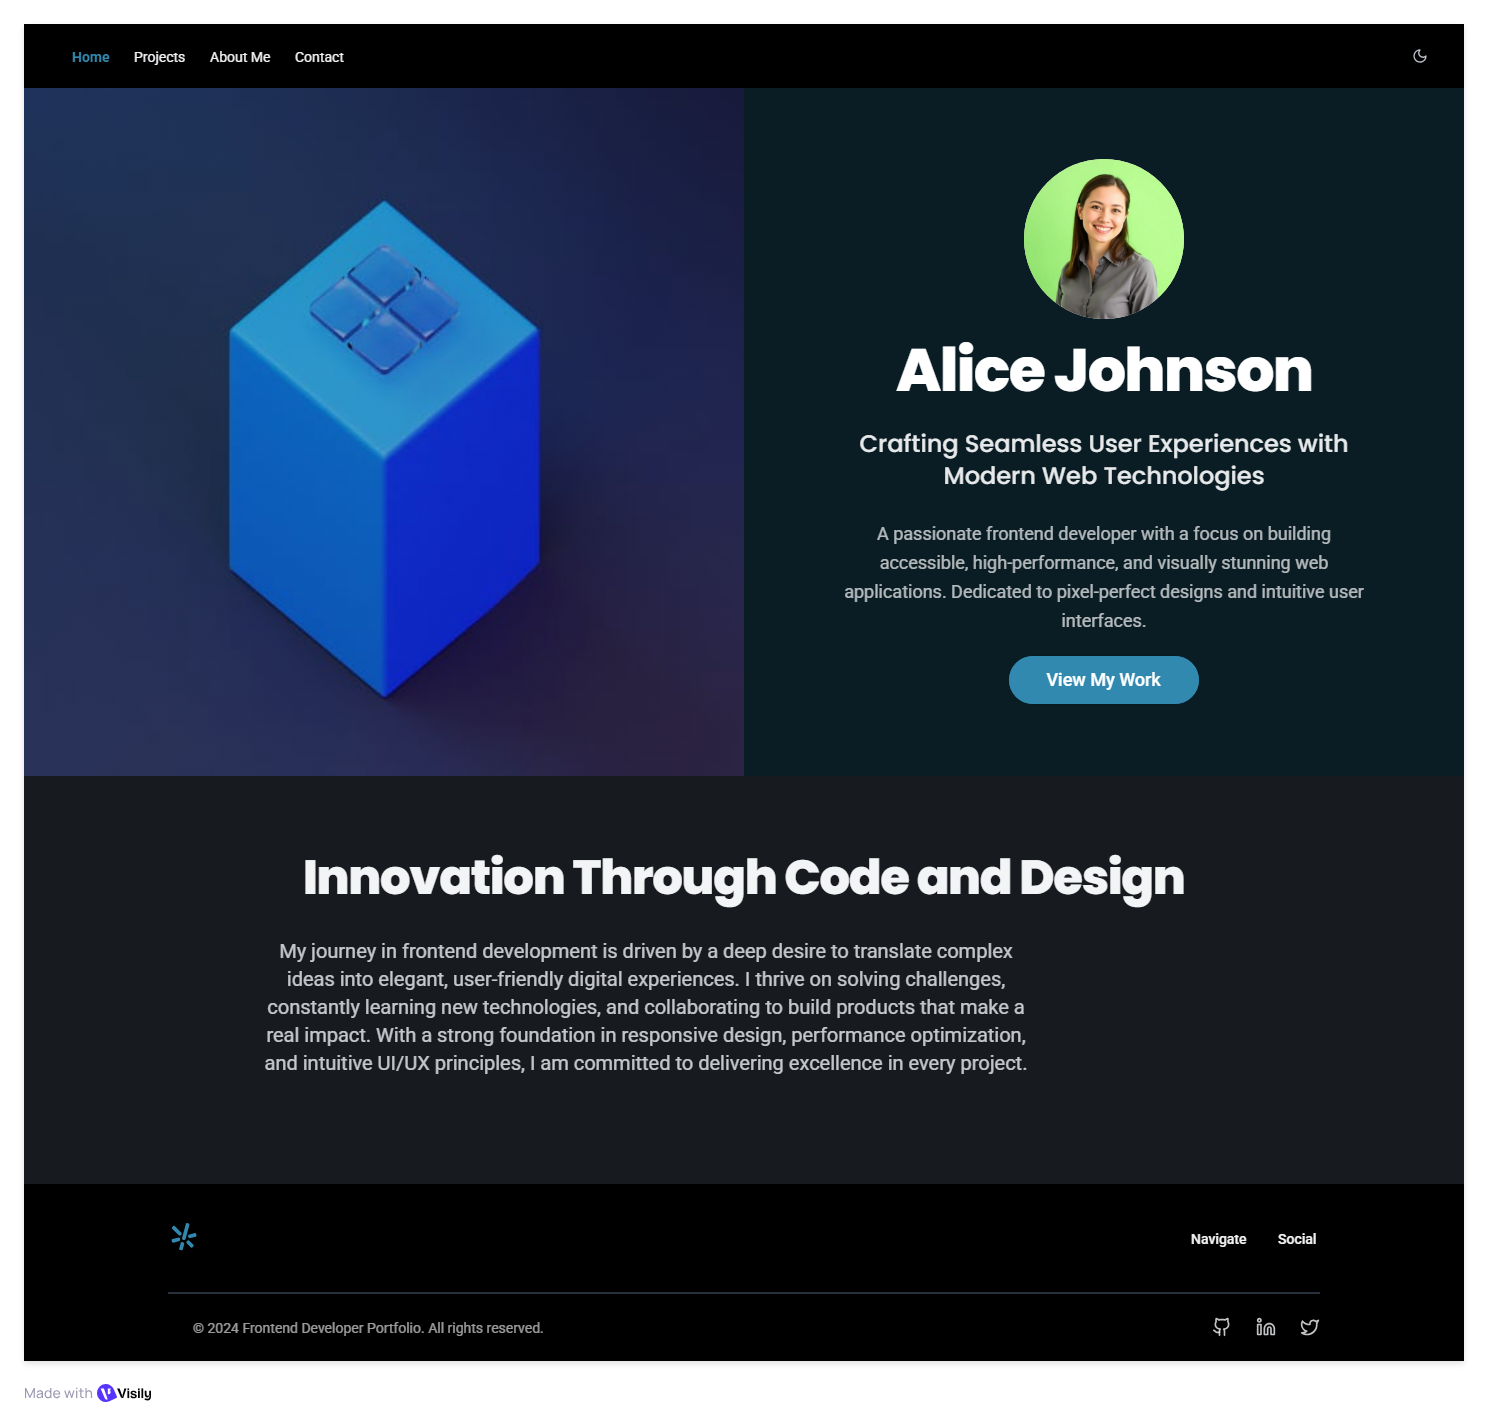 Home Projects About Me Contact
Alice Johnson
Crafting Seamless User Experiences with
Modern Web Technologies
A passionate frontend developer with a focus on building
accessible, high-performance, and visually stunning web
applications. Dedicated to pixel-perfect designs and intuitive user
interfaces.
View My Work
Innovation Through Code and Design
My journey in frontend development is driven by a deep desire to translate complex
ideas into elegant, user-friendly digital experiences. I thrive on solving challenges,
constantly learning new technologies, and collaborating to build products that make a
real impact. With a strong foundation in responsive design, performance optimization,
and intuitive UI/UX principles, I am committed to delivering excellence in every project.
Navigate Social
© 2024 Frontend Developer Portfolio. All rights reserved.
Made with Visily